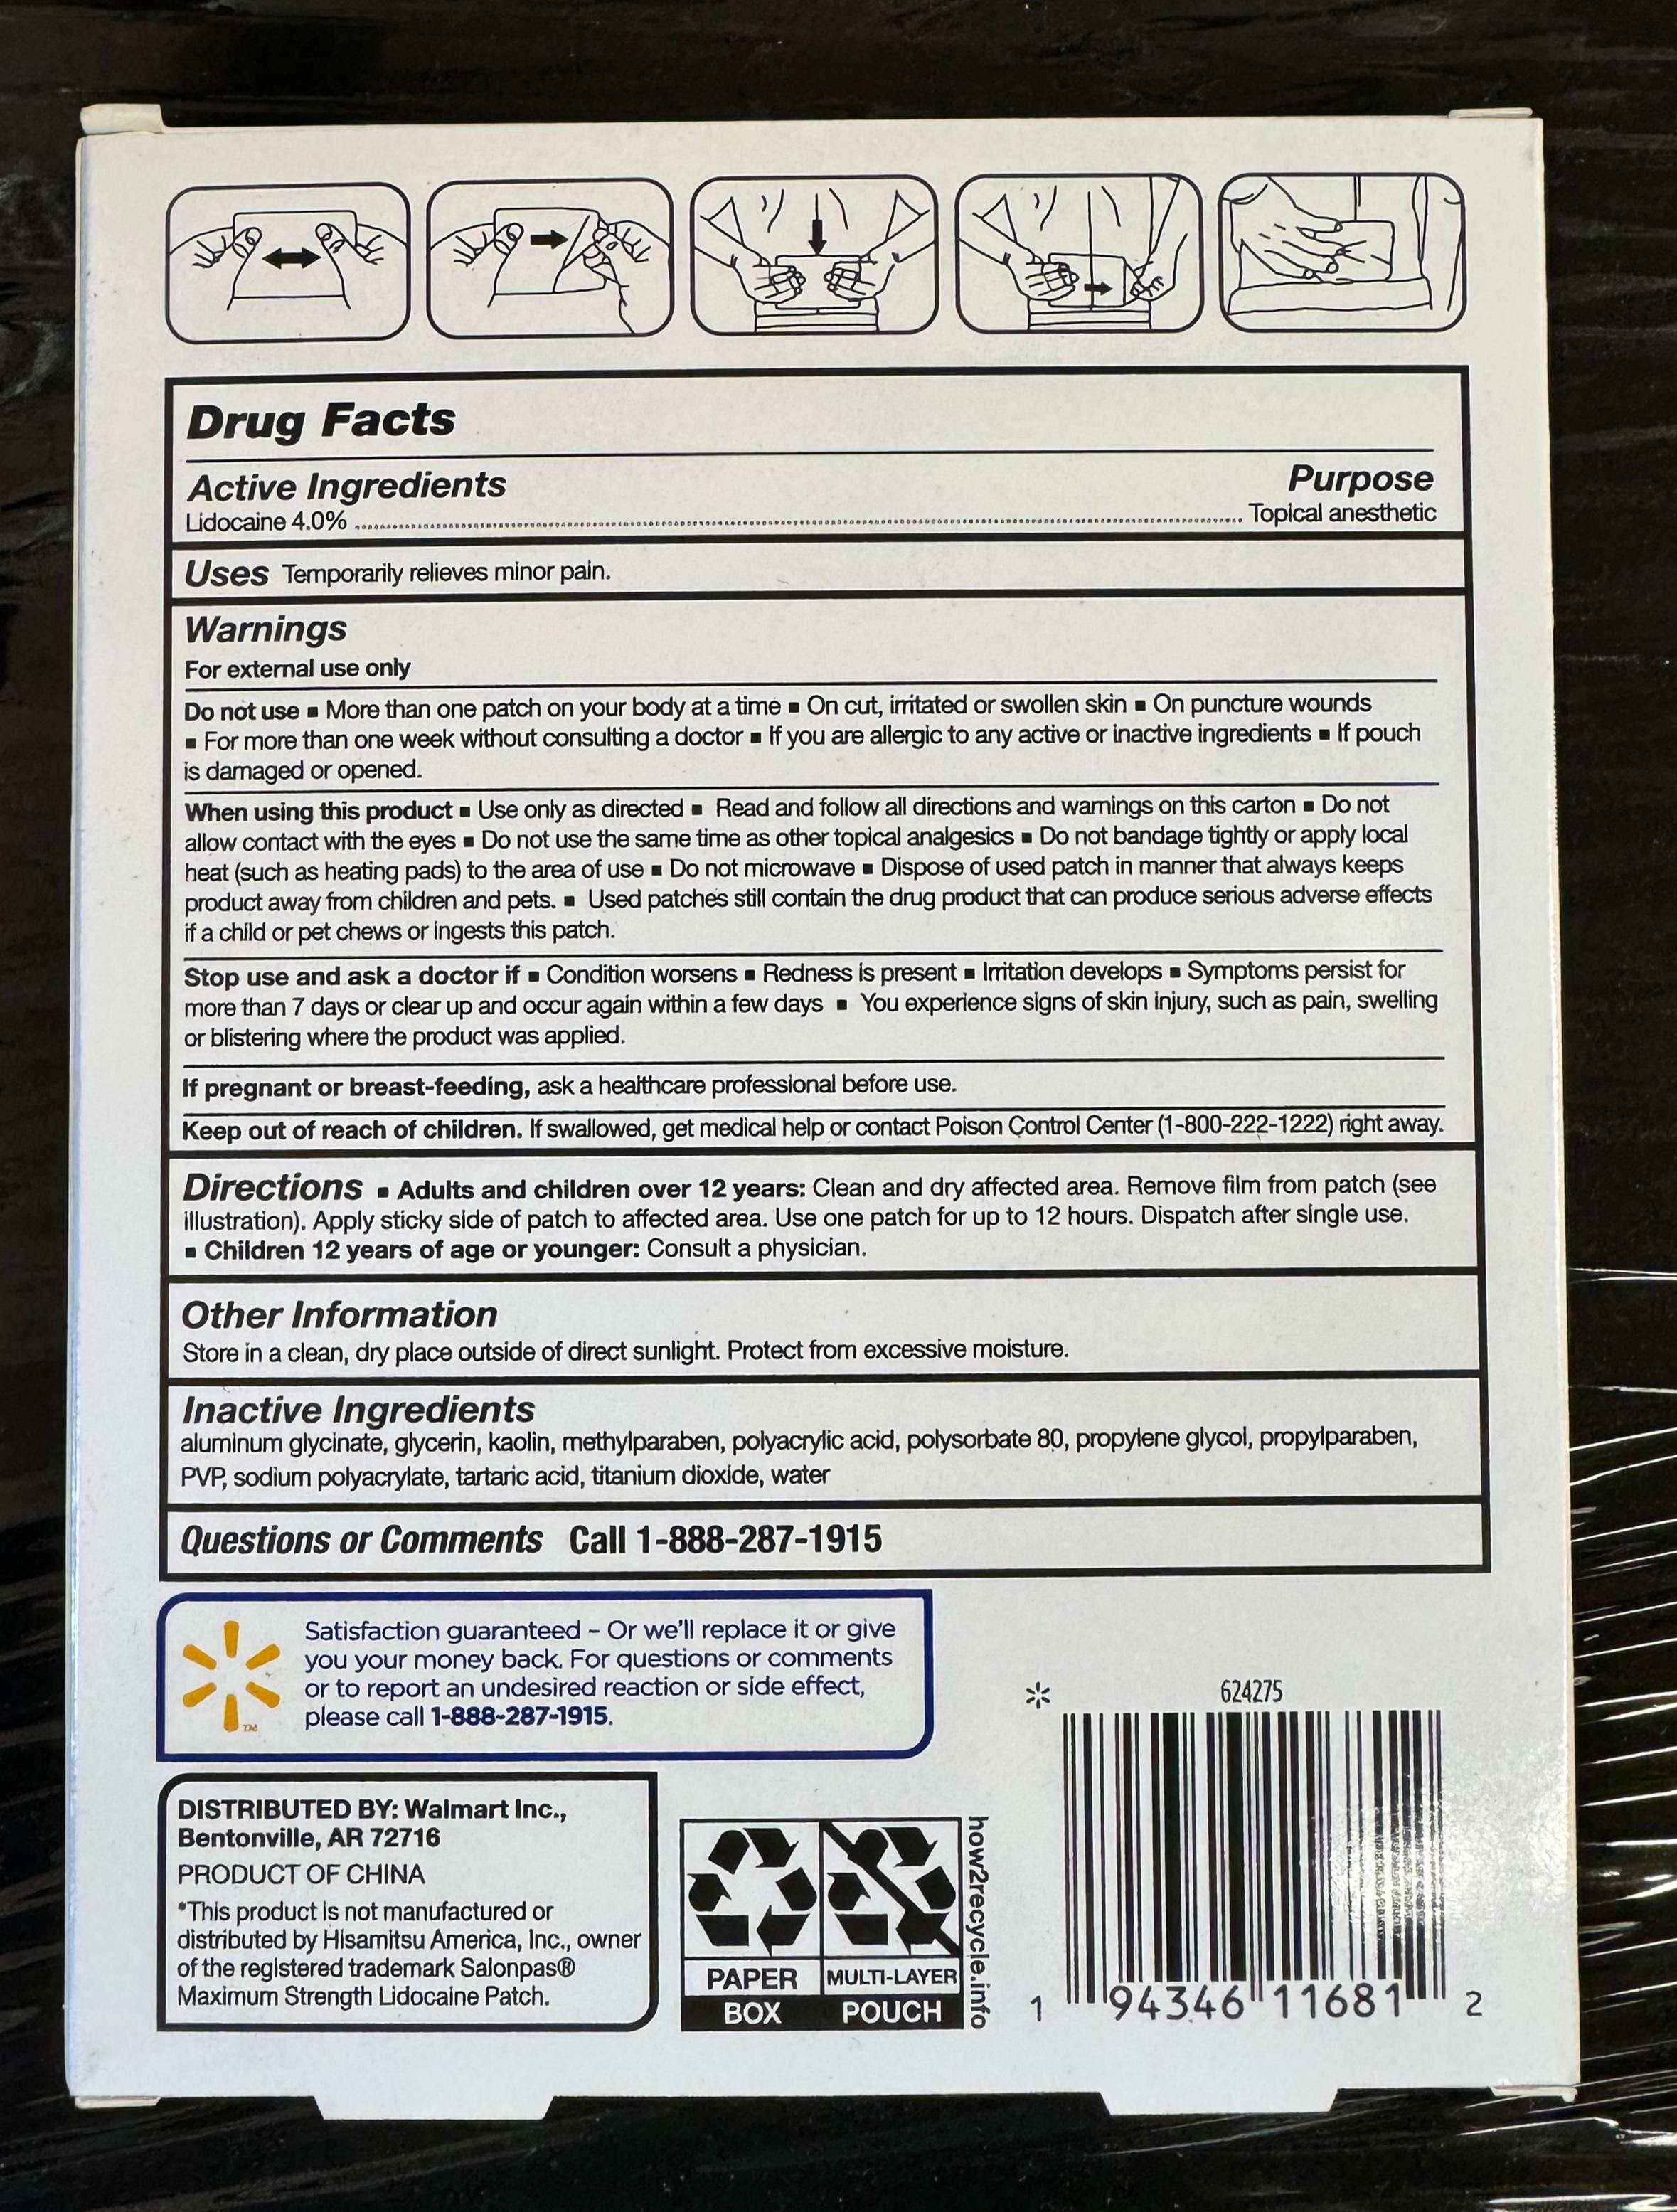 Drug Facts
Active Ingredients Purpose
Lidocaine 4.0% ........ Topical anesthetic
Uses Temporarily relieves minor pain.
Warnings
For external use only
Do not use ▪ More than one patch on your body at a time ▪ On cut, irritated or swollen skin ▪ On puncture wounds
▪ For more than one week without consulting a doctor ▪ If you are allergic to any active or inactive ingredients ▪ If pouch
is damaged or opened.
When using this product ▪ Use only as directed ▪ Read and follow all directions and warnings on this carton ▪ Do not
allow contact with the eyes ▪ Do not use the same time as other topical analgesics ▪ Do not bandage tightly or apply local
heat (such as heating pads) to the area of use ▪ Do not microwave ▪ Dispose of used patch in manner that always keeps
product away from children and pets. ▪ Used patches still contain the drug product that can produce serious adverse effects
if a child or pet chews or ingests this patch.
Stop use and ask a doctor if ▪ Condition worsens ▪ Redness is present ▪ Irritation develops ▪ Symptoms persist for
more than 7 days or clear up and occur again within a few days ▪ You experience signs of skin injury, such as pain, swelling
or blistering where the product was applied.
If pregnant or breast-feeding, ask a healthcare professional before use.
Keep out of reach of children. If swallowed, get medical help or contact Poison Control Center (1-800-222-1222) right away.
Directions ▪ Adults and children over 12 years: Clean and dry affected area. Remove film from patch (see
illustration). Apply sticky side of patch to affected area. Use one patch for up to 12 hours. Dispatch after single use.
▪ Children 12 years of age or younger: Consult a physician.
Other Information
Store in a clean, dry place outside of direct sunlight. Protect from excessive moisture.
Inactive Ingredients
aluminum glycinate, glycerin, kaolin, methylparaben, polyacrylic acid, polysorbate 80, propylene glycol, propylparaben,
PVP, sodium polyacrylate, tartaric acid, titanium dioxide, water
Questions or Comments Call 1-888-287-1915
Satisfaction guaranteed – Or we'll replace it or give
you your money back. For questions or comments
or to report an undesired reaction or side effect,
please call 1-888-287-1915.
TM
DISTRIBUTED BY: Walmart Inc.,
Bentonville, AR 72716
PRODUCT OF CHINA
*This product is not manufactured or
distributed by Hisamitsu America, Inc., owner
of the registered trademark Salonpas®
Maximum Strength Lidocaine Patch.
PAPER
BOX
MULTI-LAYER
POUCH
how2recycle.info
* 624275
1 94346 11681 2